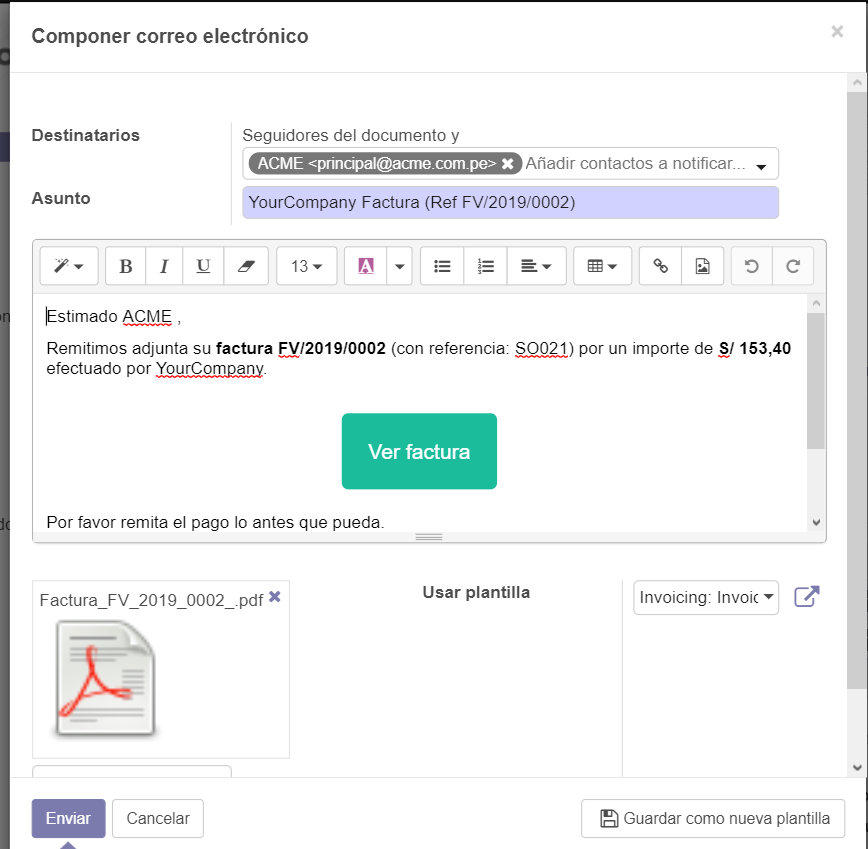 Componer correo electrónico
×
Destinatarios
Seguidores del documento y
ACME <principal@acme.com.pe> ✖ Añadir contactos a notificar...
Asunto
YourCompany Factura (Ref FV/2019/0002)
B I U 13 A
Estimado ACME ,
Remitimos adjunta su factura FV/2019/0002 (con referencia: SO021) por un importe de S/ 153,40
efectuado por YourCompany.
Ver factura
Por favor remita el pago lo antes que pueda.
Factura_FV_2019_0002_.pdf ✖
Usar plantilla
Invoicing: Invoic
Enviar
Cancelar
Guardar como nueva plantilla